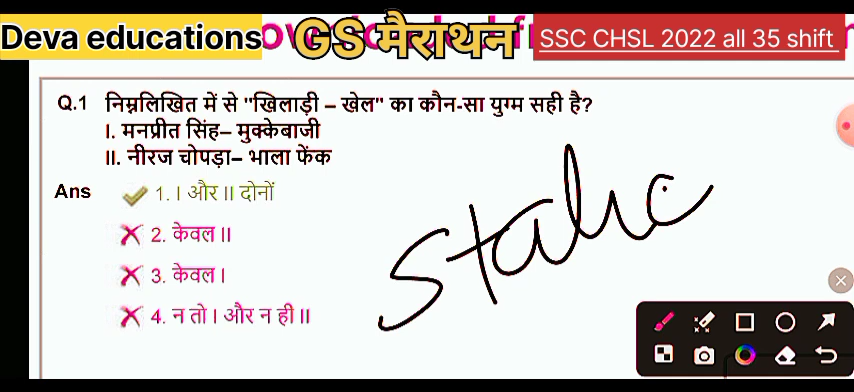 Deva educations GS मैराथन SSC CHSL 2022 all 35 shift
Q.1 निम्नलिखित में से "खिलाड़ी – खेल" का कौन-सा युग्म सही है?
I. मनप्रीत सिंह– मुक्केबाजी
II. नीरज चोपड़ा– भाला फेंक
Ans 1. I और II दोनों
2. केवल II
3. केवल I
4. न तो I और न ही II
Static